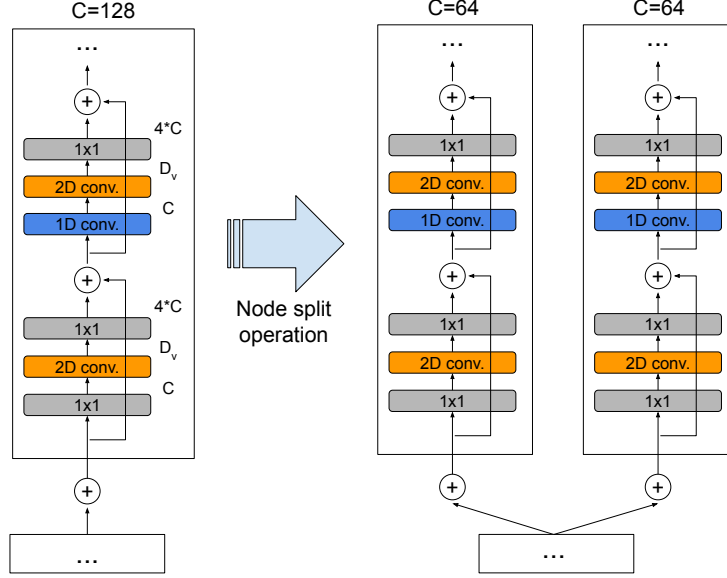 C=128
...
+
4*C
1x1
D_v
2D conv.
C
1D conv.
+
4*C
1x1
D_v
2D conv.
C
1x1
+
...
Node split
operation
C=64
...
+
1x1
2D conv.
1D conv.
+
1x1
2D conv.
1x1
+
C=64
...
+
1x1
2D conv.
1D conv.
+
1x1
2D conv.
1x1
+
...